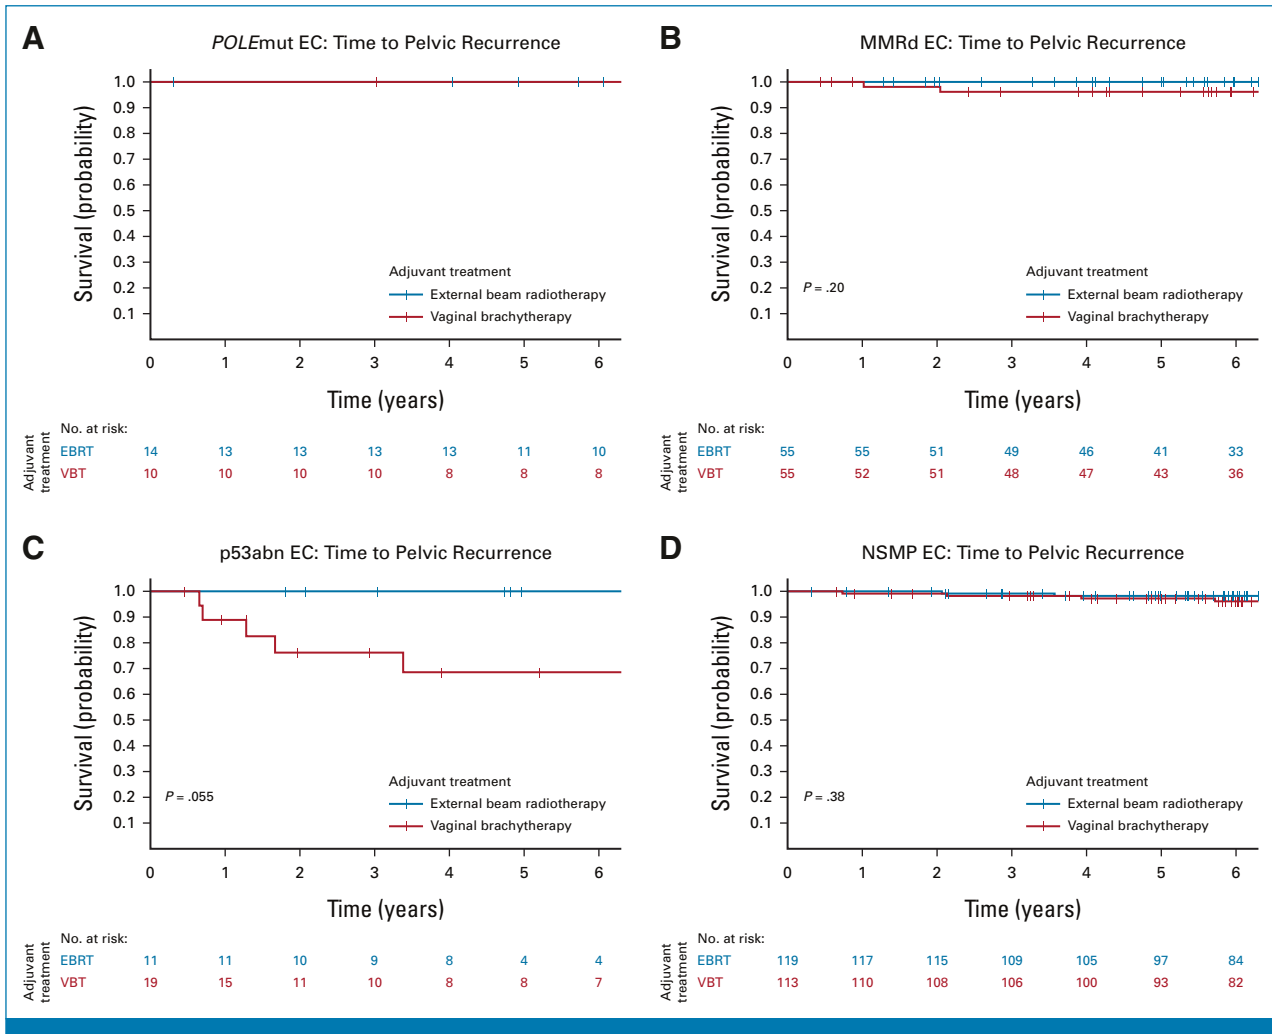 A
POLEmut EC: Time to Pelvic Recurrence
Survival (probability)
1.0
0.9
0.8
0.7
0.6
0.5
0.4
0.3
0.2
0.1
Adjuvant treatment
External beam radiotherapy
Vaginal brachytherapy
0 1 2 3 4 5 6
Time (years)
Adjuvant treatment
No. at risk:
EBRT 14 13 13 13 13 11 10
VBT 10 10 10 10 8 8 8
B
MMRd EC: Time to Pelvic Recurrence
Survival (probability)
1.0
0.9
0.8
0.7
0.6
0.5
0.4
0.3
0.2
0.1
P = .20
Adjuvant treatment
External beam radiotherapy
Vaginal brachytherapy
0 1 2 3 4 5 6
Time (years)
Adjuvant treatment
No. at risk:
EBRT 55 55 51 49 46 41 33
VBT 55 52 51 48 47 43 36
C
p53abn EC: Time to Pelvic Recurrence
Survival (probability)
1.0
0.9
0.8
0.7
0.6
0.5
0.4
0.3
0.2
0.1
P = .055
Adjuvant treatment
External beam radiotherapy
Vaginal brachytherapy
0 1 2 3 4 5 6
Time (years)
Adjuvant treatment
No. at risk:
EBRT 11 11 10 9 8 4 4
VBT 19 15 11 10 8 8 7
D
NSMP EC: Time to Pelvic Recurrence
Survival (probability)
1.0
0.9
0.8
0.7
0.6
0.5
0.4
0.3
0.2
0.1
P = .38
Adjuvant treatment
External beam radiotherapy
Vaginal brachytherapy
0 1 2 3 4 5 6
Time (years)
Adjuvant treatment
No. at risk:
EBRT 119 117 115 109 105 97 84
VBT 113 110 108 106 100 93 82